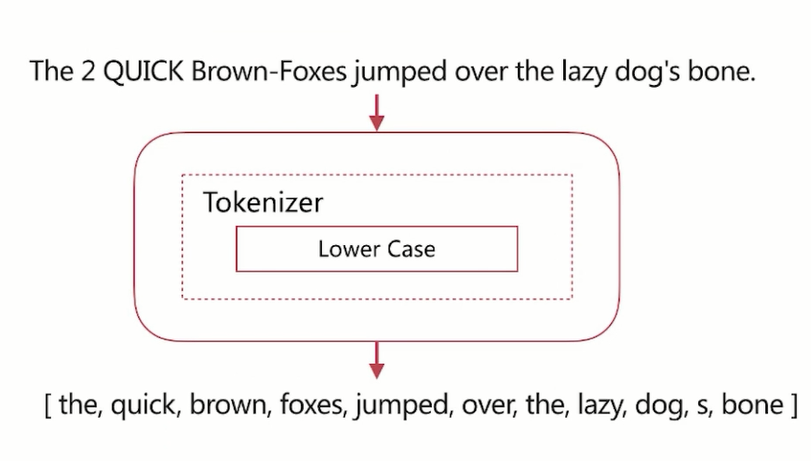 The 2 QUICK Brown-Foxes jumped over the lazy dog's bone.
Tokenizer
Lower Case
[ the, quick, brown, foxes, jumped, over, the, lazy, dog, s, bone ]